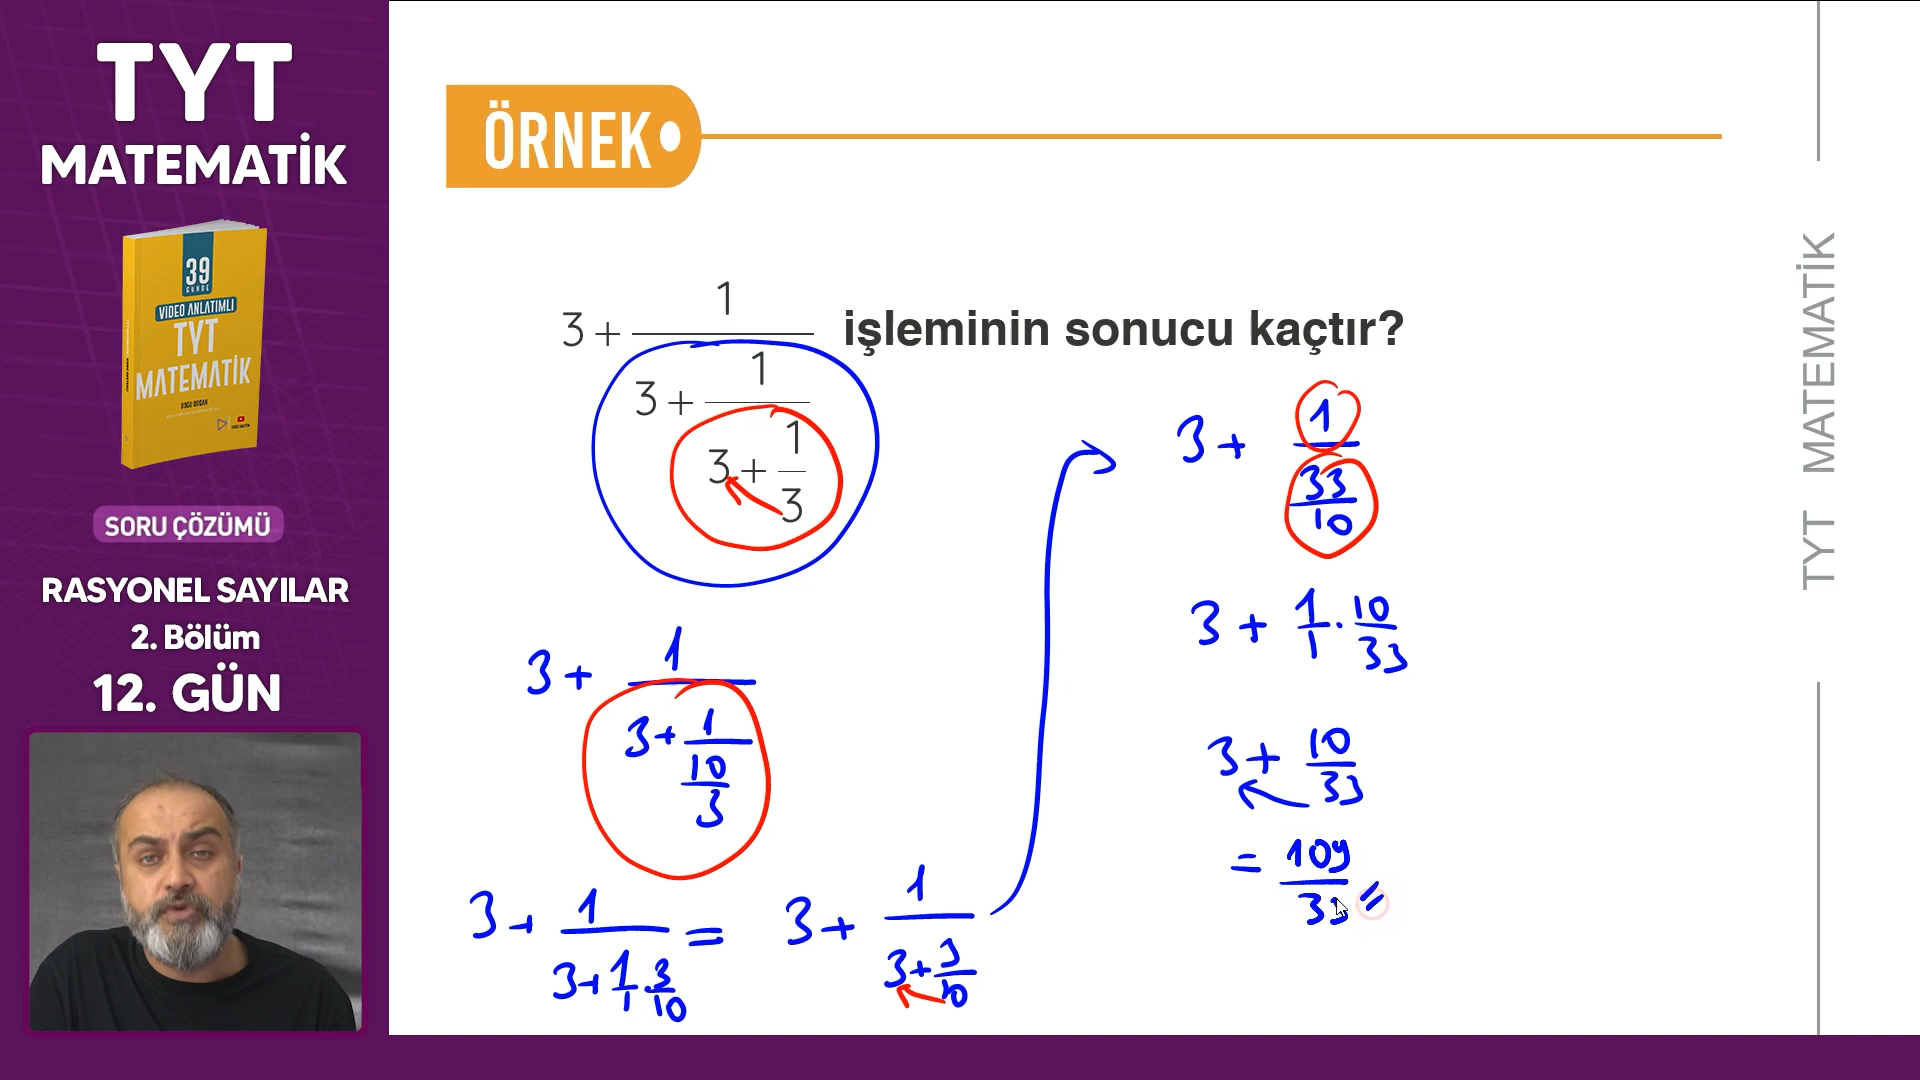 TYT
MATEMATİK
39
GÜNDE
VİDEO ANLATIMLI
TYT
MATEMATİK
SORU ÇÖZÜMÜ
RASYONEL SAYILAR
2. Bölüm
12. GÜN
ÖRNEK
3 + 1 / (3 + 1 / (3 + 1/3)) işleminin sonucu kaçtır?
3 + 1 / (3 + 1 / (10/3))
3 + 1 / (3 + 1/1 · 3/10) = 3 + 1 / (3 + 3/10)
3 + 1 / (33/10)
3 + 1/1 · 10/33
3 + 10/33
= 109/33 //
TYT MATEMATİK